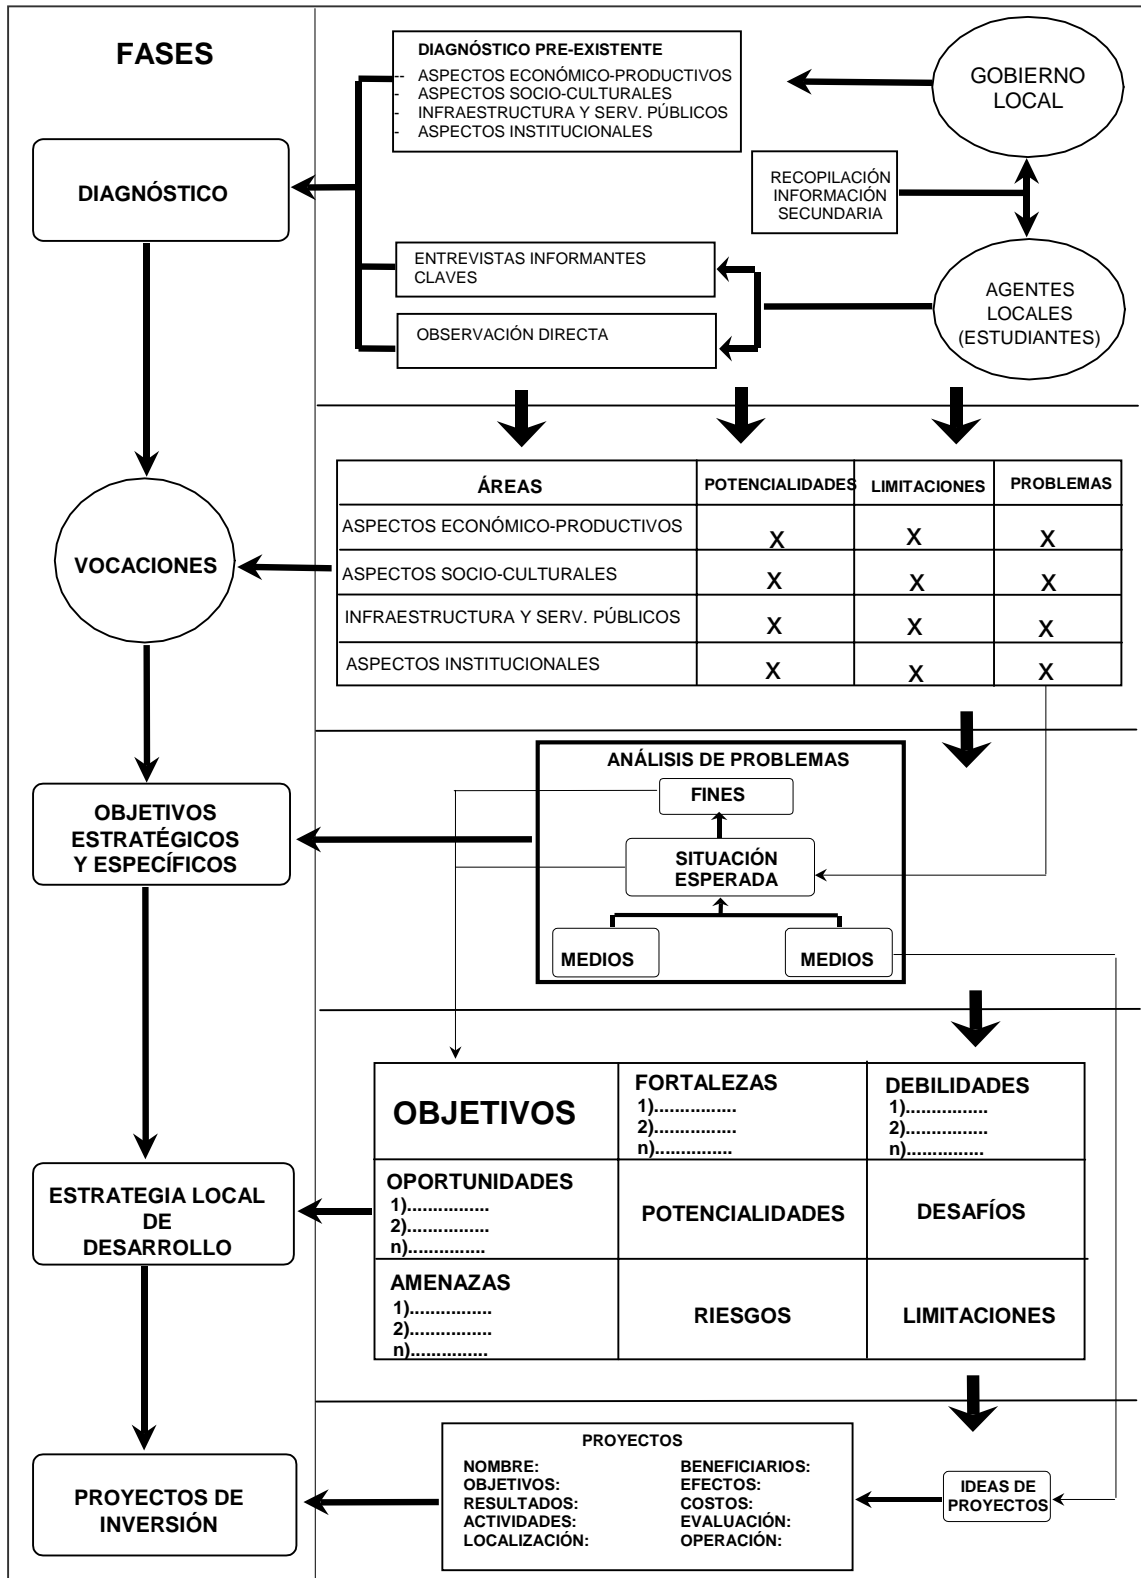 FASES
DIAGNÓSTICO PRE-EXISTENTE
-- ASPECTOS ECONÓMICO-PRODUCTIVOS
- ASPECTOS SOCIO-CULTURALES
- INFRAESTRUCTURA Y SERV. PÚBLICOS
- ASPECTOS INSTITUCIONALES
GOBIERNO
LOCAL
DIAGNÓSTICO
RECOPILACIÓN
INFORMACIÓN
SECUNDARIA
ENTREVISTAS INFORMANTES
CLAVES
OBSERVACIÓN DIRECTA
AGENTES
LOCALES
(ESTUDIANTES)
ÁREAS POTENCIALIDADES LIMITACIONES PROBLEMAS
ASPECTOS ECONÓMICO-PRODUCTIVOS X X X
ASPECTOS SOCIO-CULTURALES X X X
INFRAESTRUCTURA Y SERV. PÚBLICOS X X X
ASPECTOS INSTITUCIONALES X X X
VOCACIONES
ANÁLISIS DE PROBLEMAS
FINES
SITUACIÓN
ESPERADA
MEDIOS MEDIOS
OBJETIVOS
ESTRATÉGICOS
Y ESPECÍFICOS
OBJETIVOS
FORTALEZAS
1)................
2)................
n)...............
DEBILIDADES
1)................
2)................
n)...............
OPORTUNIDADES
1)................
2)................
n)...............
POTENCIALIDADES
DESAFÍOS
AMENAZAS
1)................
2)................
n)...............
RIESGOS
LIMITACIONES
ESTRATEGIA LOCAL
DE
DESARROLLO
PROYECTOS
NOMBRE: BENEFICIARIOS:
OBJETIVOS: EFECTOS:
RESULTADOS: COSTOS:
ACTIVIDADES: EVALUACIÓN:
LOCALIZACIÓN: OPERACIÓN:
IDEAS DE
PROYECTOS
PROYECTOS DE
INVERSIÓN